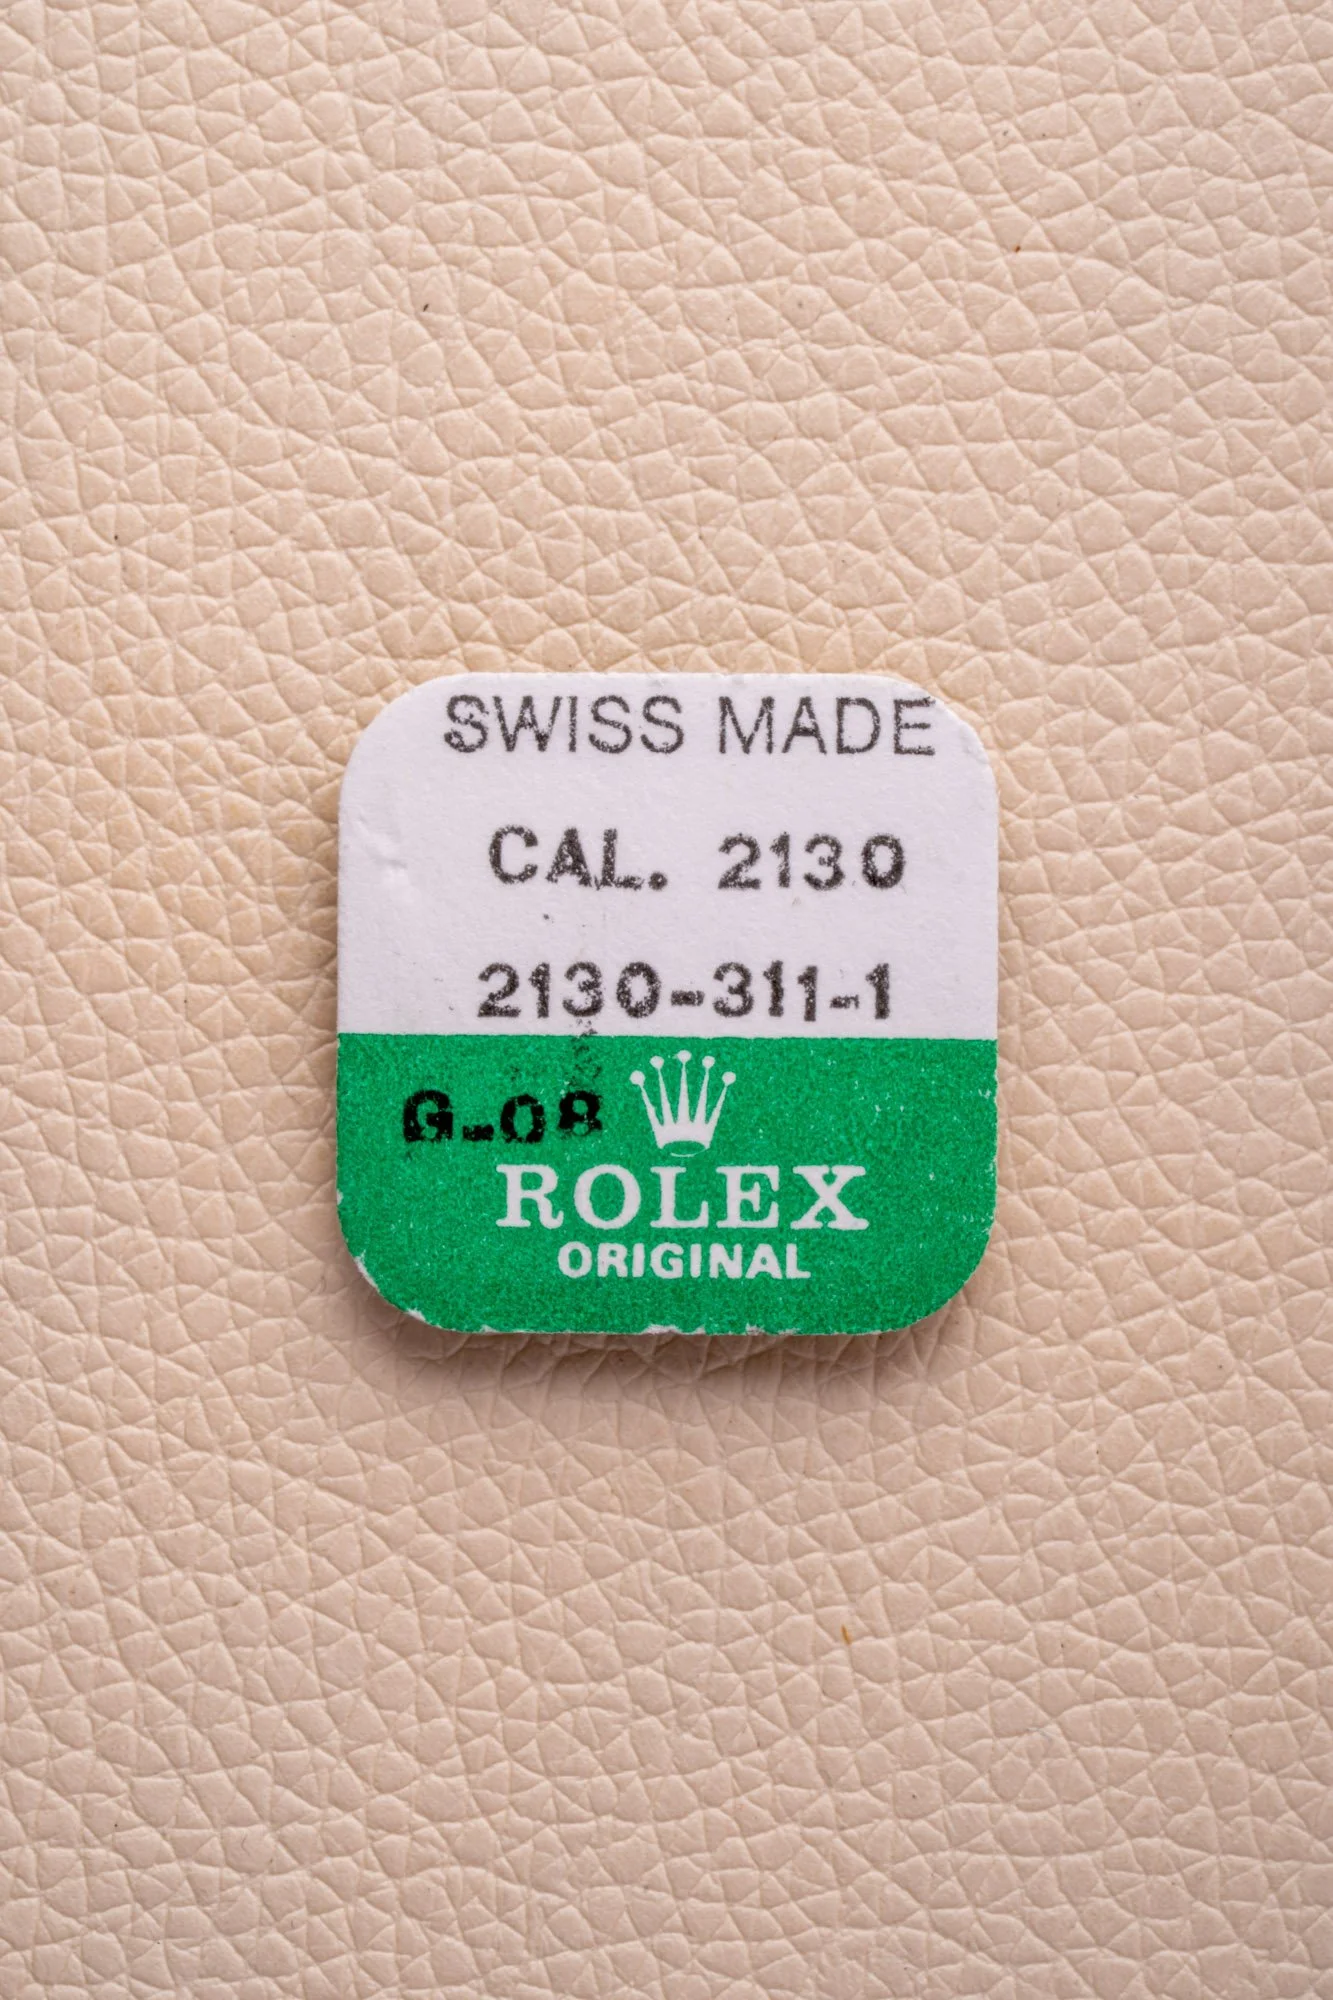 SWISS MADE
CAL. 2130
2130-311-1
G-08
ROLEX
ORIGINAL